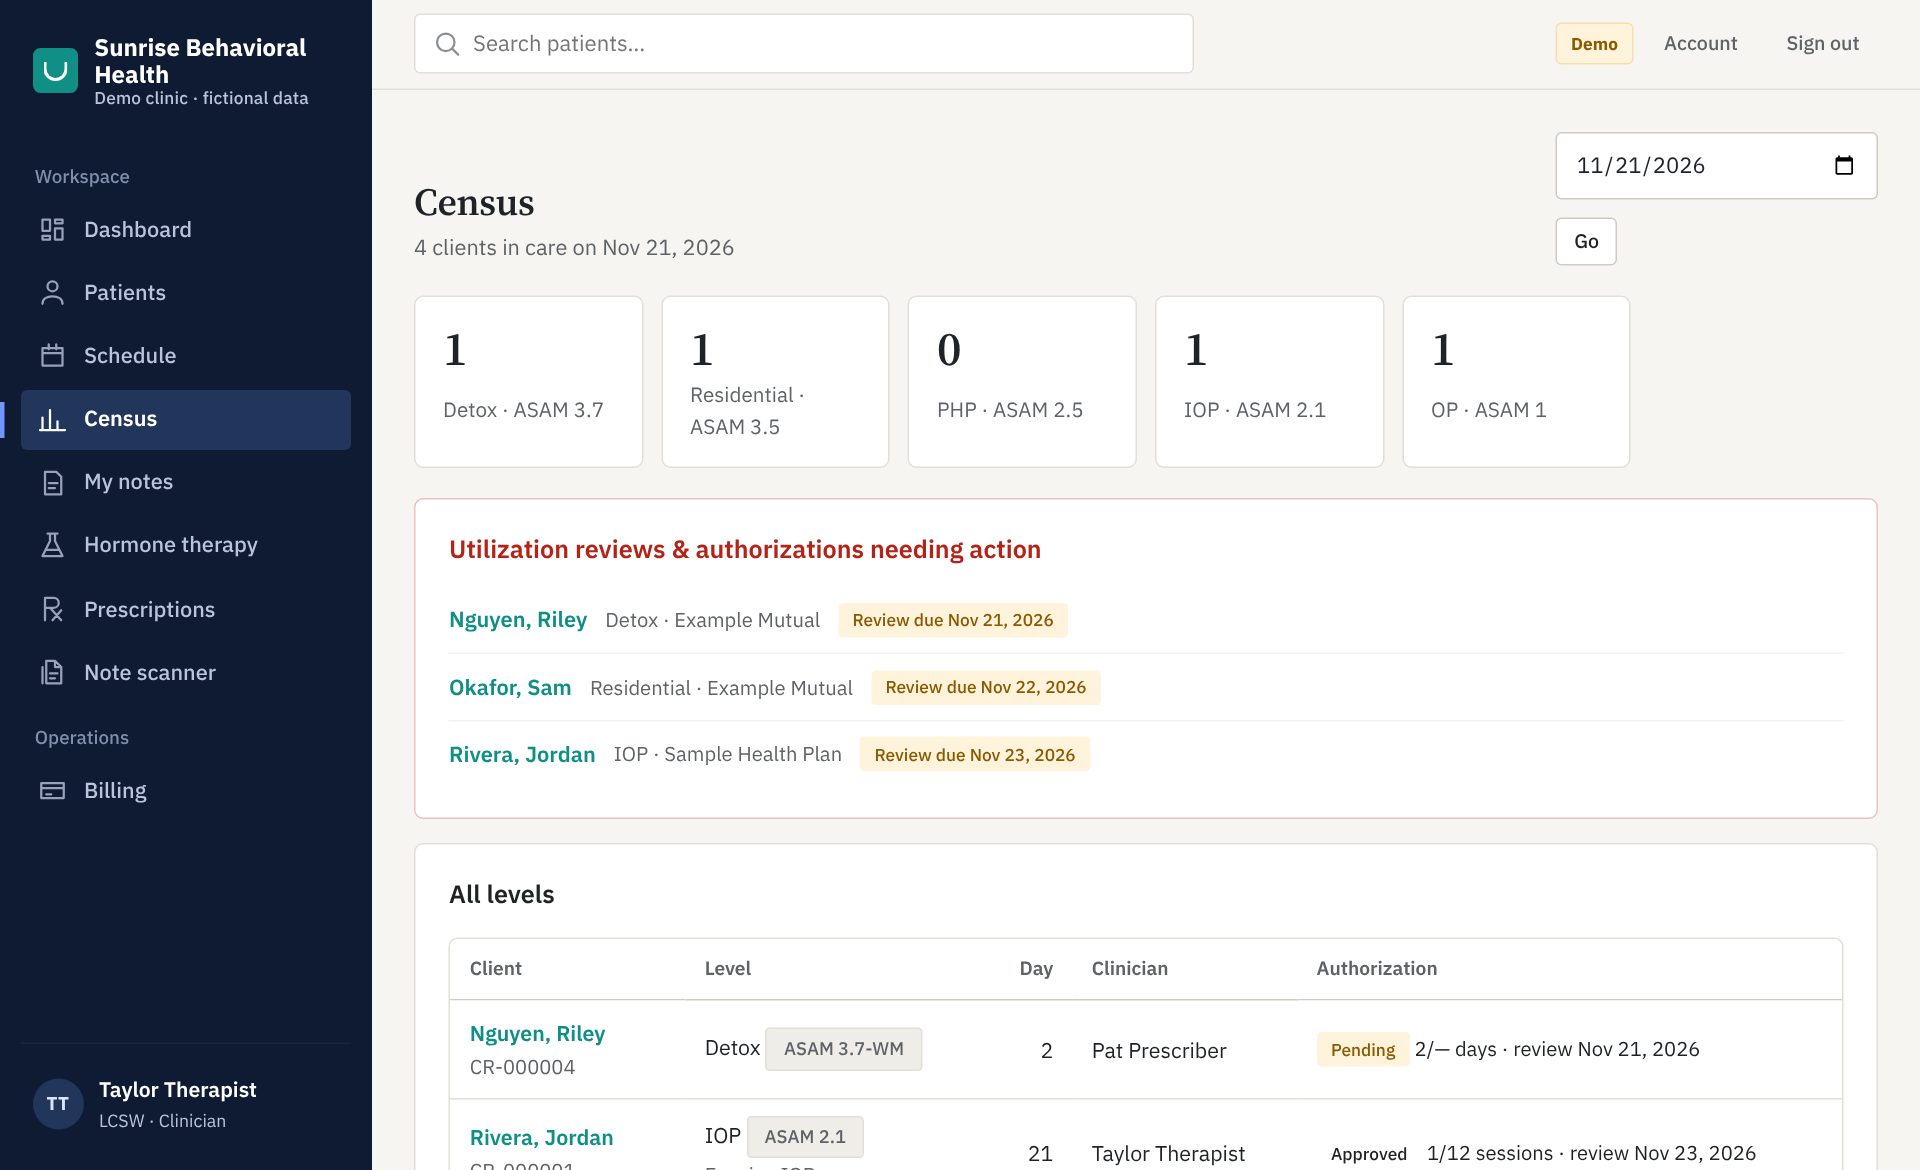 Sunrise Behavioral
Health
Demo clinic · fictional data
Workspace
Dashboard
Patients
Schedule
Census
My notes
Hormone therapy
Prescriptions
Note scanner
Operations
Billing
TT
Taylor Therapist
LCSW · Clinician
Search patients...
Demo
Account
Sign out
Census
4 clients in care on Nov 21, 2026
11/21/2026
Go
1
Detox · ASAM 3.7
1
Residential ·
ASAM 3.5
0
PHP · ASAM 2.5
1
IOP · ASAM 2.1
1
OP · ASAM 1
Utilization reviews & authorizations needing action
Nguyen, Riley Detox · Example Mutual Review due Nov 21, 2026
Okafor, Sam Residential · Example Mutual Review due Nov 22, 2026
Rivera, Jordan IOP · Sample Health Plan Review due Nov 23, 2026
All levels
Client Level Day Clinician Authorization
Nguyen, Riley
CR-000004
Detox ASAM 3.7-WM
2
Pat Prescriber
Pending 2/— days · review Nov 21, 2026
Rivera, Jordan
CR-000001
IOP ASAM 2.1
21
Taylor Therapist
Approved 1/12 sessions · review Nov 23, 2026